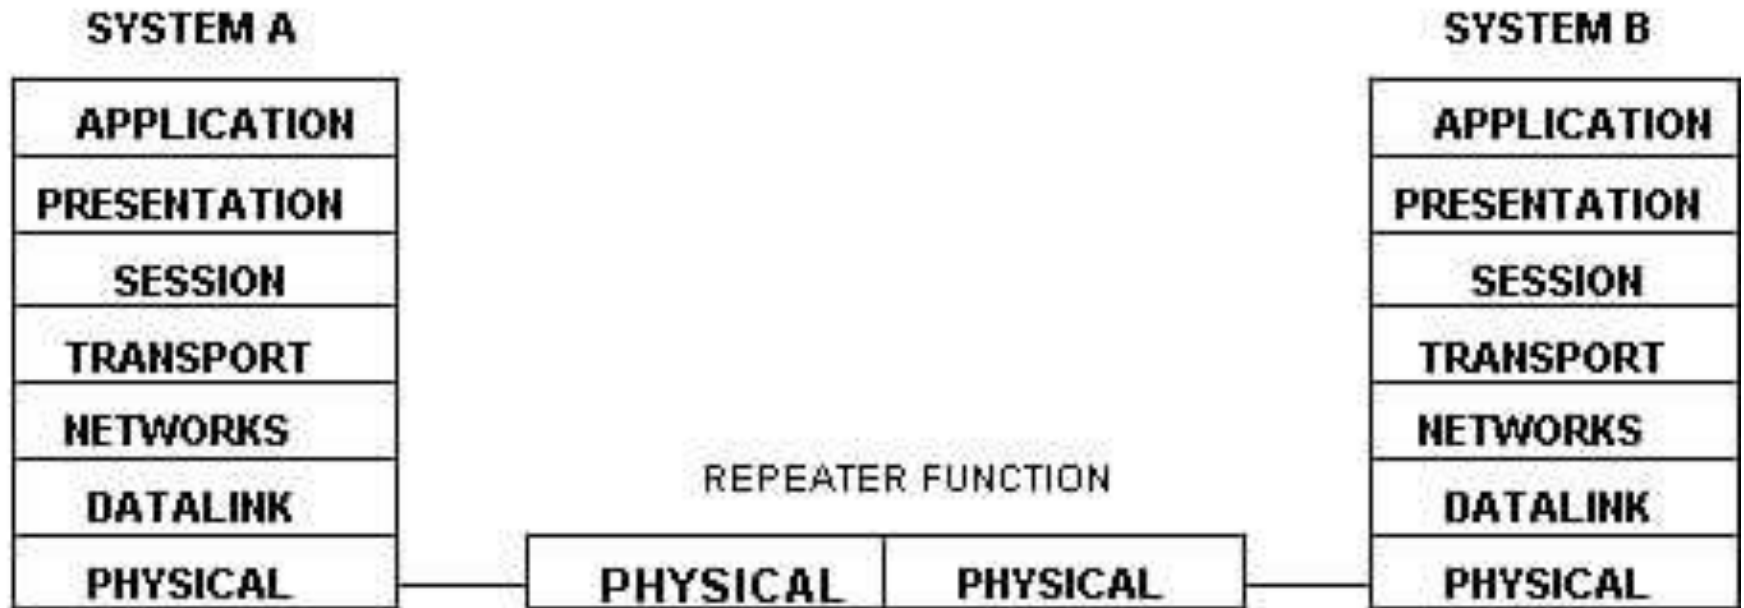 SYSTEM A
APPLICATION
PRESENTATION
SESSION
TRANSPORT
NETWORKS
DATALINK
PHYSICAL
REPEATER FUNCTION
PHYSICAL PHYSICAL
SYSTEM B
APPLICATION
PRESENTATION
SESSION
TRANSPORT
NETWORKS
DATALINK
PHYSICAL